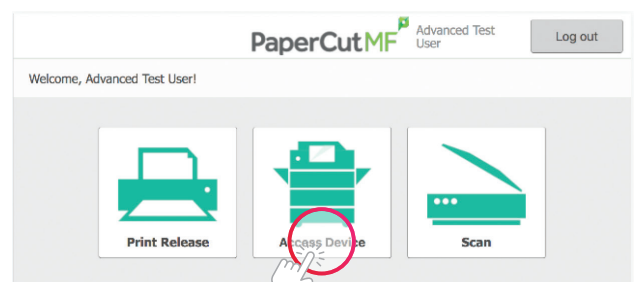 PaperCutMF
Advanced Test
User
Log out
Welcome, Advanced Test User!
Print Release
Access Device
Scan